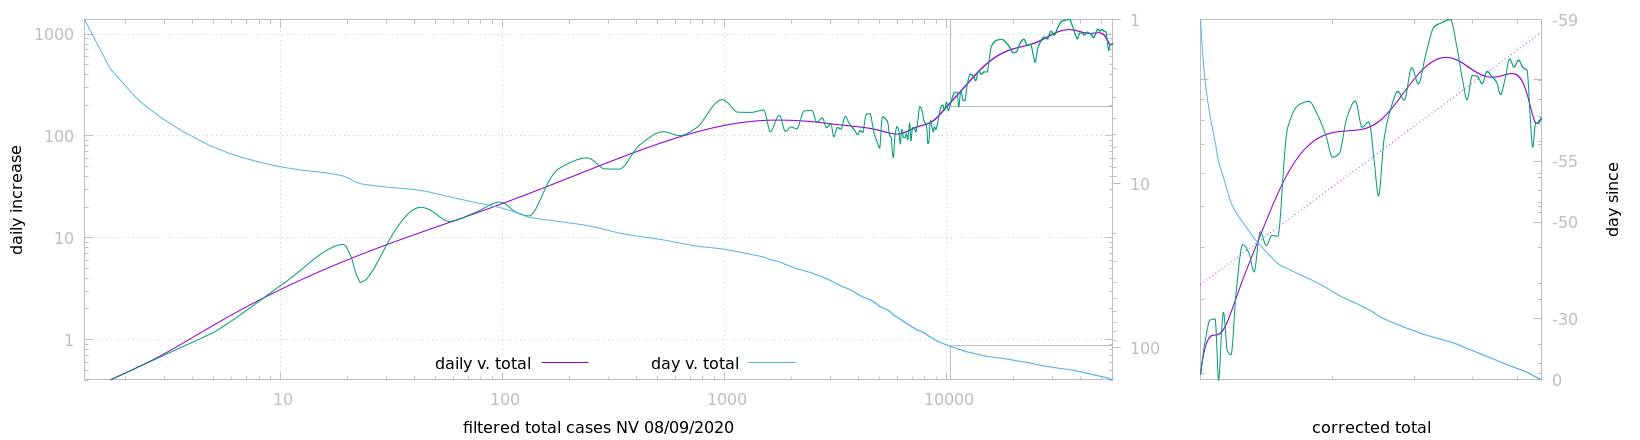 1000
100
10
1
daily increase
daily v. total
day v. total
10
100
1000
10000
filtered total cases NV 08/09/2020
1
10
100
-59
-55
-50
-30
0
day since
corrected total